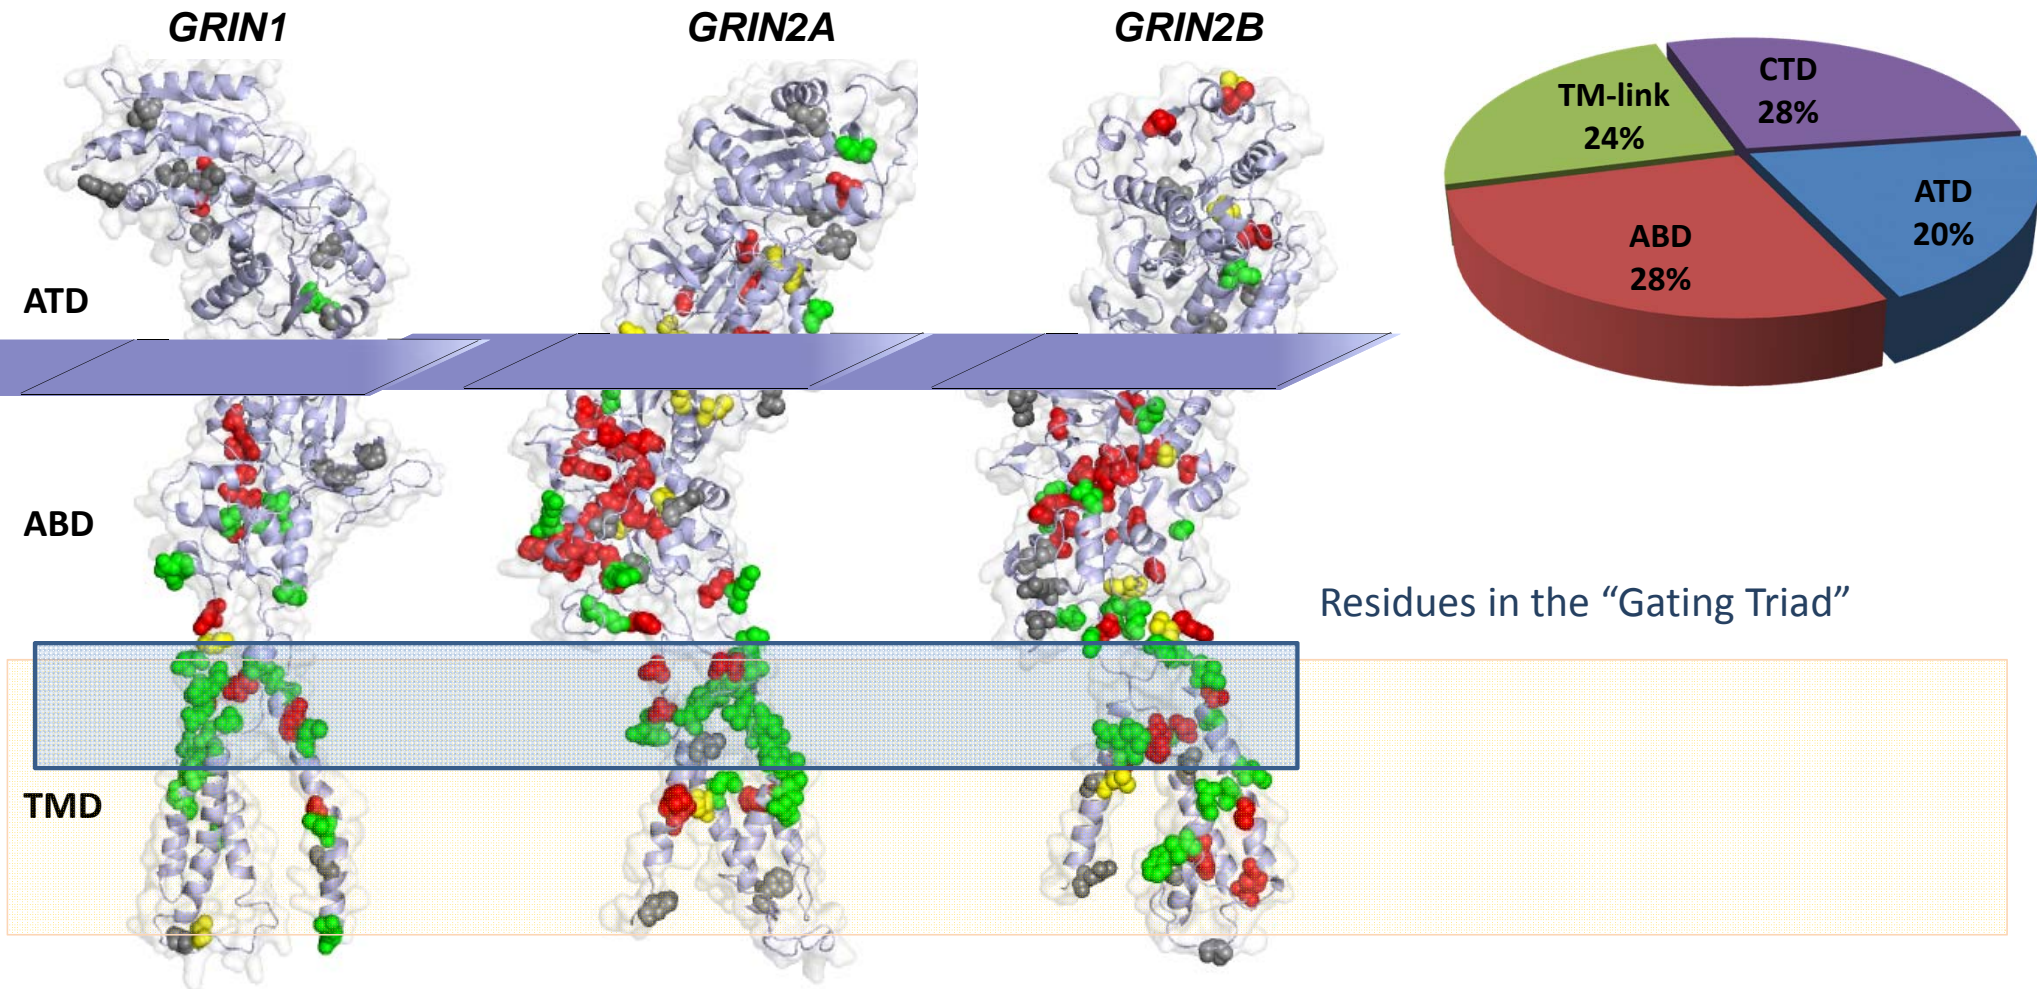 GRIN1
GRIN2A
GRIN2B
CTD
28%
TM-link
24%
ATD
20%
ABD
28%
ATD
ABD
Residues in the “Gating Triad”
TMD